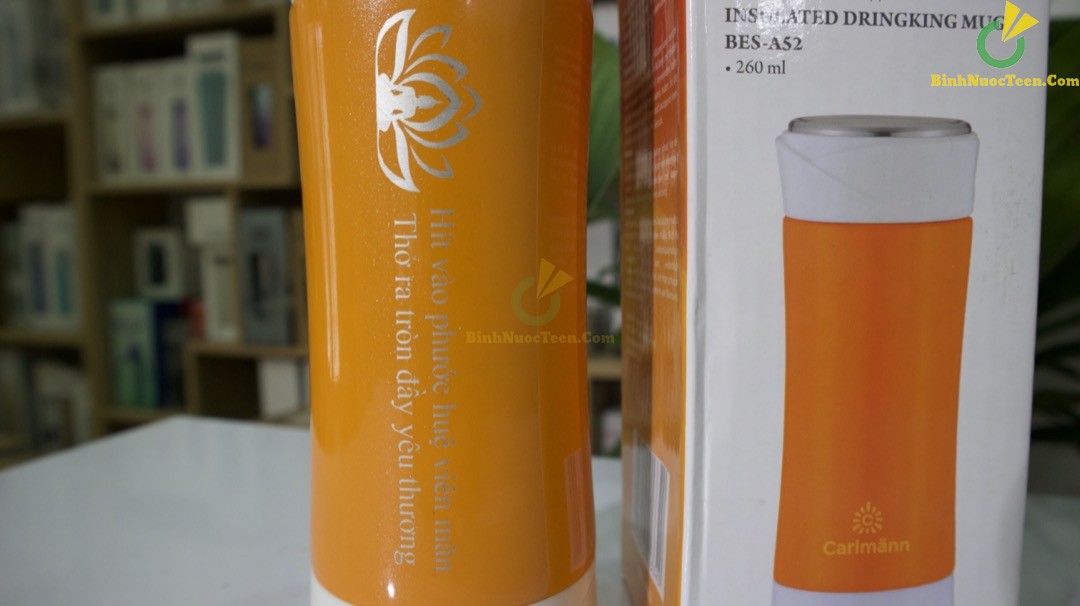 Hít vào phước huệ viên mãn
Thở ra tròn đầy yêu thương
INSULATED DRINGKING MUG
BES-A52
• 260 ml
BinhNuocTeen.Com
BinhNuocTeen.Com
Carlmänn